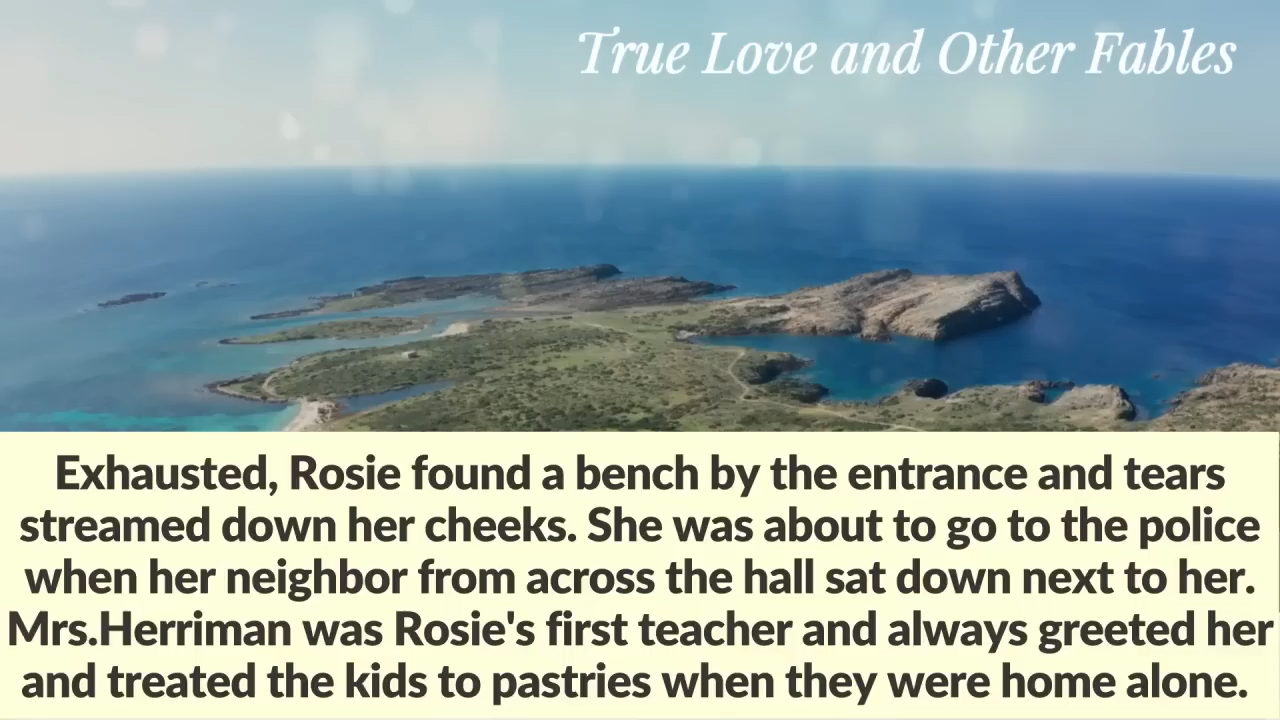 True Love and Other Fables
Exhausted, Rosie found a bench by the entrance and tears
streamed down her cheeks. She was about to go to the police
when her neighbor from across the hall sat down next to her.
Mrs.Herriman was Rosie's first teacher and always greeted her
and treated the kids to pastries when they were home alone.